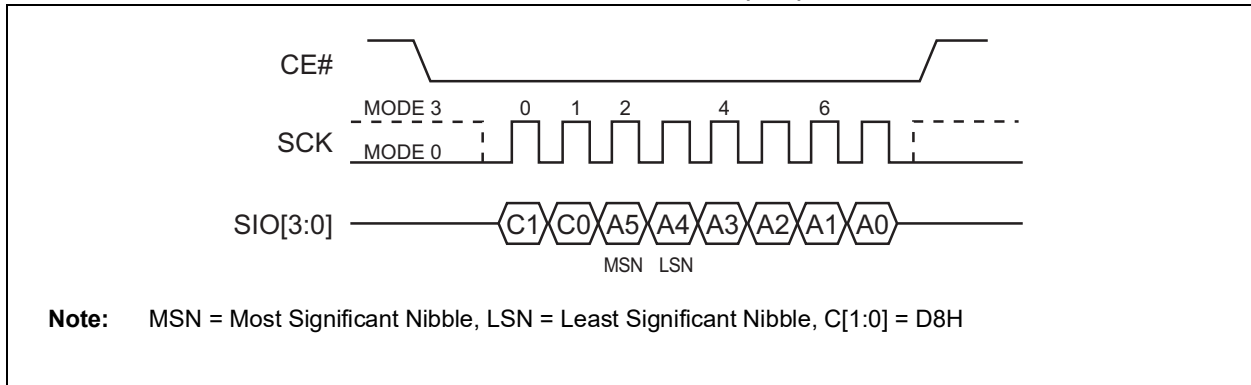 CE#
MODE 3 0 1 2 4 6
SCK
MODE 0
SIO[3:0] C1 C0 A5 A4 A3 A2 A1 A0
MSN LSN
Note: MSN = Most Significant Nibble, LSN = Least Significant Nibble, C[1:0] = D8H